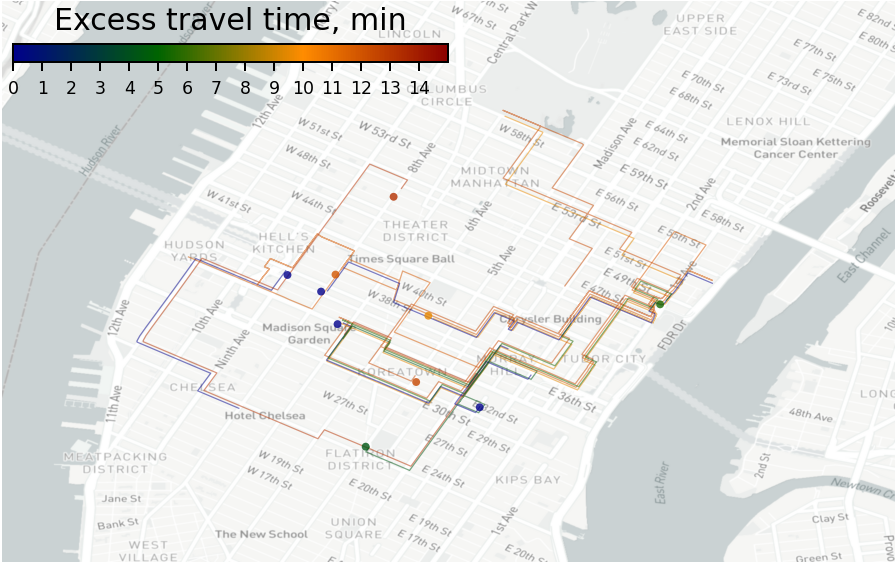 Excess travel time, min
0 1 2 3 4 5 6 7 8 9 10 11 12 13 14
LINCOLN
W 67th St
Central Park W
UPPER
EAST SIDE
E 82nd St
E 80th St
E 77th St
E 75th St
E 73rd St
E 70th St
E 68th St
COLUMBUS
CIRCLE
12th Ave
W 51st St
W 53rd St
W 58th St
W 48th St
8th Ave
Madison Ave
E 64th St
E 62nd St
LENOX HILL
Memorial Sloan Kettering
Cancer Center
Hudson River
MIDTOWN
MANHATTAN
E 59th St
E 56th St
2nd Ave
Roosevelt
W 41st St
W 44th St
6th Ave
E 53rd St
E 58th St
THEATER
DISTRICT
E 55th St
HELL'S
KITCHEN
HUDSON
YARDS
Times Square Ball
5th Ave
E 51st St
E 49th St
E 47th St
1st Ave
East Channel
W 40th St
W 38th St
12th Ave
10th Ave
Madison Square
Garden
Chrysler Building
FDR Dr
Ninth Ave
KOREATOWN
MURRAY
HILL
TUDOR CITY
CHELSEA
11th Ave
W 27th St
E 36th St
E 32nd St
E 30th St
Hotel Chelsea
E 29th St
E 27th St
48th Ave
LONG
FLATIRON
DISTRICT
MEATPACKING
DISTRICT
W 19th St
W 17th St
E 24th St
KIPS BAY
E 20th St
East River
2nd St
Newtown Cr
Jane St
Bank St
The New School
UNION
SQUARE
E 19th St
E 17th St
1st Ave
E 20th St
Clay St
Green St
Provo
WEST
VILLAGE